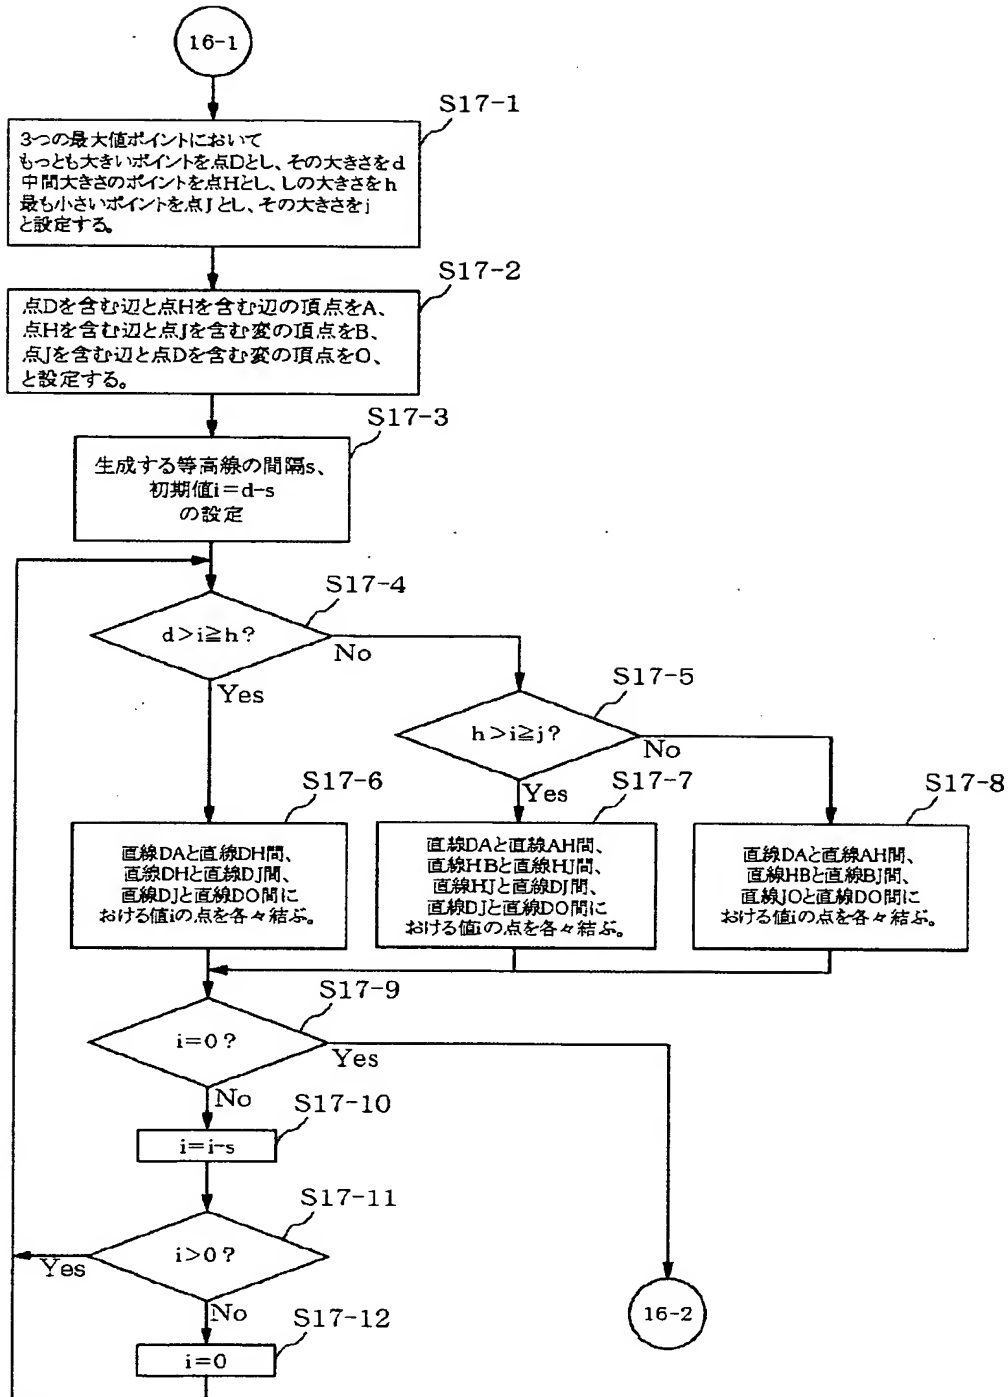 16-1
S17-1
3つの最大値ポイントにおいて
もっとも大きいポイントを点Dとし、その大きさをd
中間大きさのポイントを点Hとし、しの大きさをh
最も小さいポイントを点Jとし、その大きさをj
と設定する。
S17-2
点Dを含む辺と点Hを含む辺の頂点をA、
点Hを含む辺と点Jを含む変の頂点をB、
点Jを含む辺と点Dを含む変の頂点をO、
と設定する。
S17-3
生成する等高線の間隔s、
初期値i=d-s
の設定
S17-4
d>i≧h?
No
Yes
S17-5
h>i≧j?
No
Yes
S17-6
直線DAと直線DH間、
直線DHと直線DJ間、
直線DJと直線DO間に
おける値iの点を各々結ぶ。
S17-7
直線DAと直線AH間、
直線HBと直線HJ間、
直線HJと直線DJ間、
直線DJと直線DO間に
おける値iの点を各々結ぶ。
S17-8
直線DAと直線AH間、
直線HBと直線BJ間、
直線JOと直線DO間に
おける値iの点を各々結ぶ。
S17-9
i=0?
Yes
No
S17-10
i=i-s
S17-11
i>0?
Yes
No
S17-12
i=0
16-2